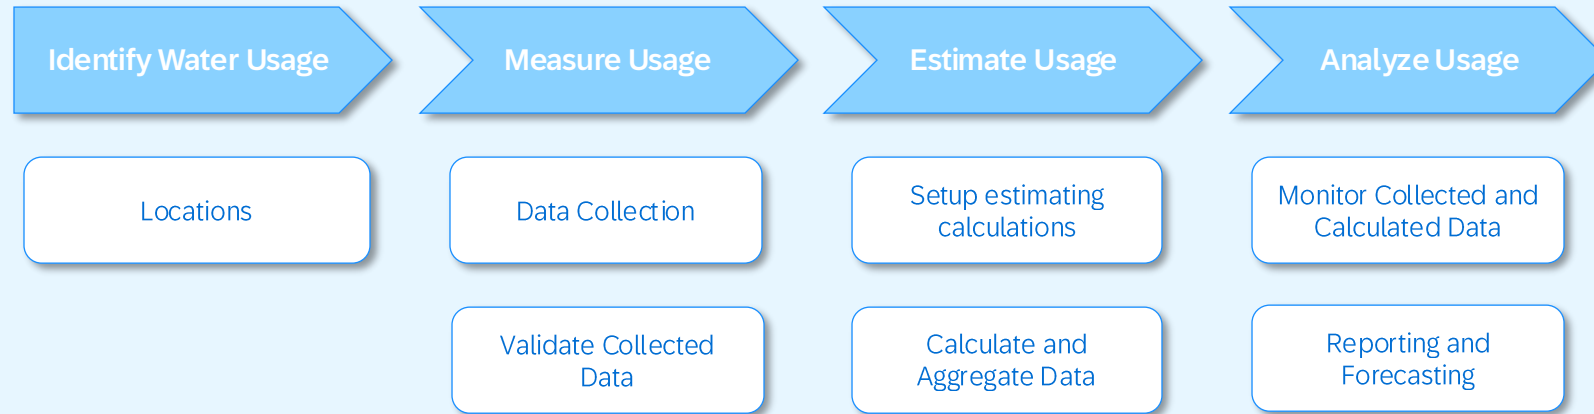 Identify Water Usage
Measure Usage
Estimate Usage
Analyze Usage
Locations
Data Collection
Setup estimating
calculations
Monitor Collected and
Calculated Data
Validate Collected
Data
Calculate and
Aggregate Data
Reporting and
Forecasting